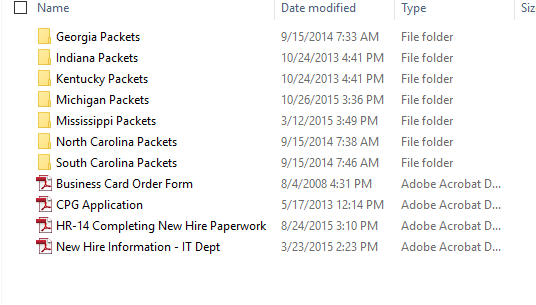 Name Date modified Type Siz
Georgia Packets 9/15/2014 7:33 AM File folder
Indiana Packets 10/24/2013 4:41 PM File folder
Kentucky Packets 10/24/2013 4:41 PM File folder
Michigan Packets 10/26/2015 3:36 PM File folder
Mississippi Packets 3/12/2015 3:49 PM File folder
North Carolina Packets 9/15/2014 7:38 AM File folder
South Carolina Packets 9/15/2014 7:46 AM File folder
Business Card Order Form 8/4/2008 4:31 PM Adobe Acrobat D...
CPG Application 5/17/2013 12:14 PM Adobe Acrobat D...
HR-14 Completing New Hire Paperwork 8/24/2015 3:10 PM Adobe Acrobat D...
New Hire Information - IT Dept 3/23/2015 2:23 PM Adobe Acrobat D...